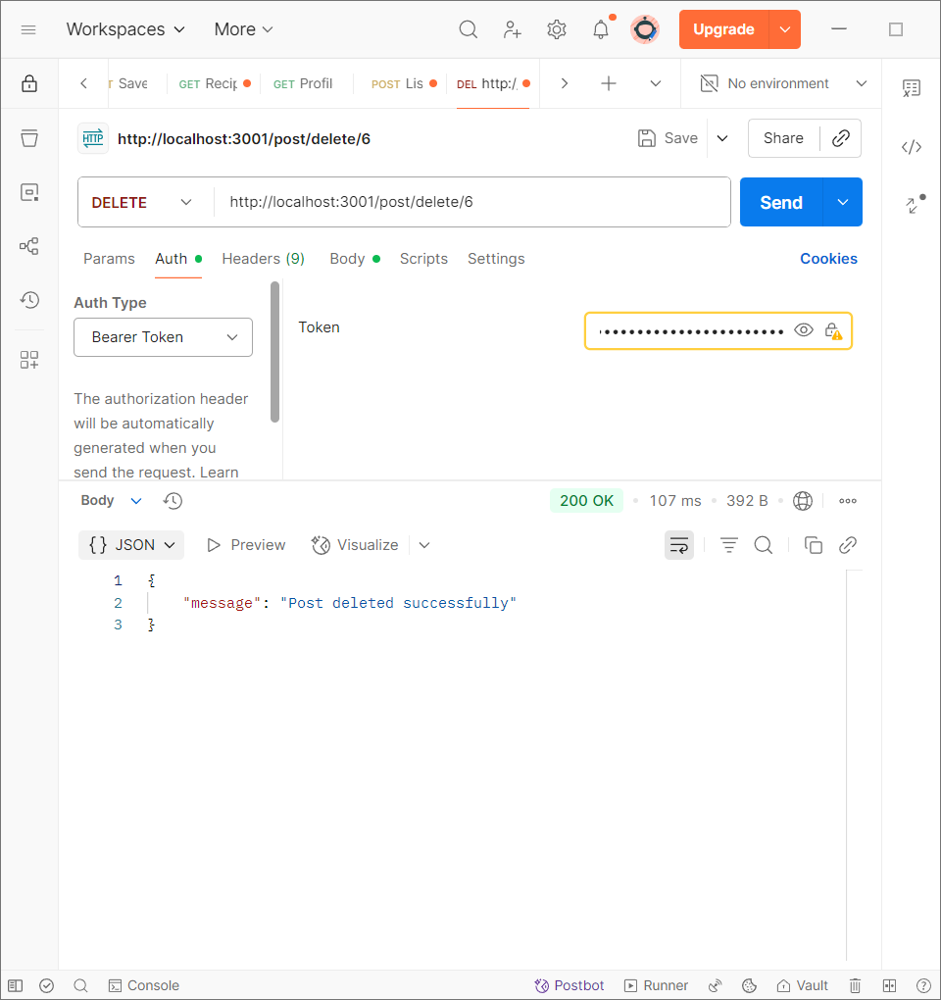 Workspaces More Upgrade
T Save GET Recip GET Profil POST Lis DEL http:/ No environment
HTTP http://localhost:3001/post/delete/6 Save Share
DELETE http://localhost:3001/post/delete/6 Send
Params Auth Headers (9) Body Scripts Settings Cookies
Auth Type
Bearer Token
Token
••••••••••••••••••••••
The authorization header
will be automatically
generated when you
send the request. Learn
Body 200 OK • 107 ms • 392 B •
{} JSON Preview Visualize
1 {
2 "message": "Post deleted successfully"
3 }
Console Postbot Runner Vault